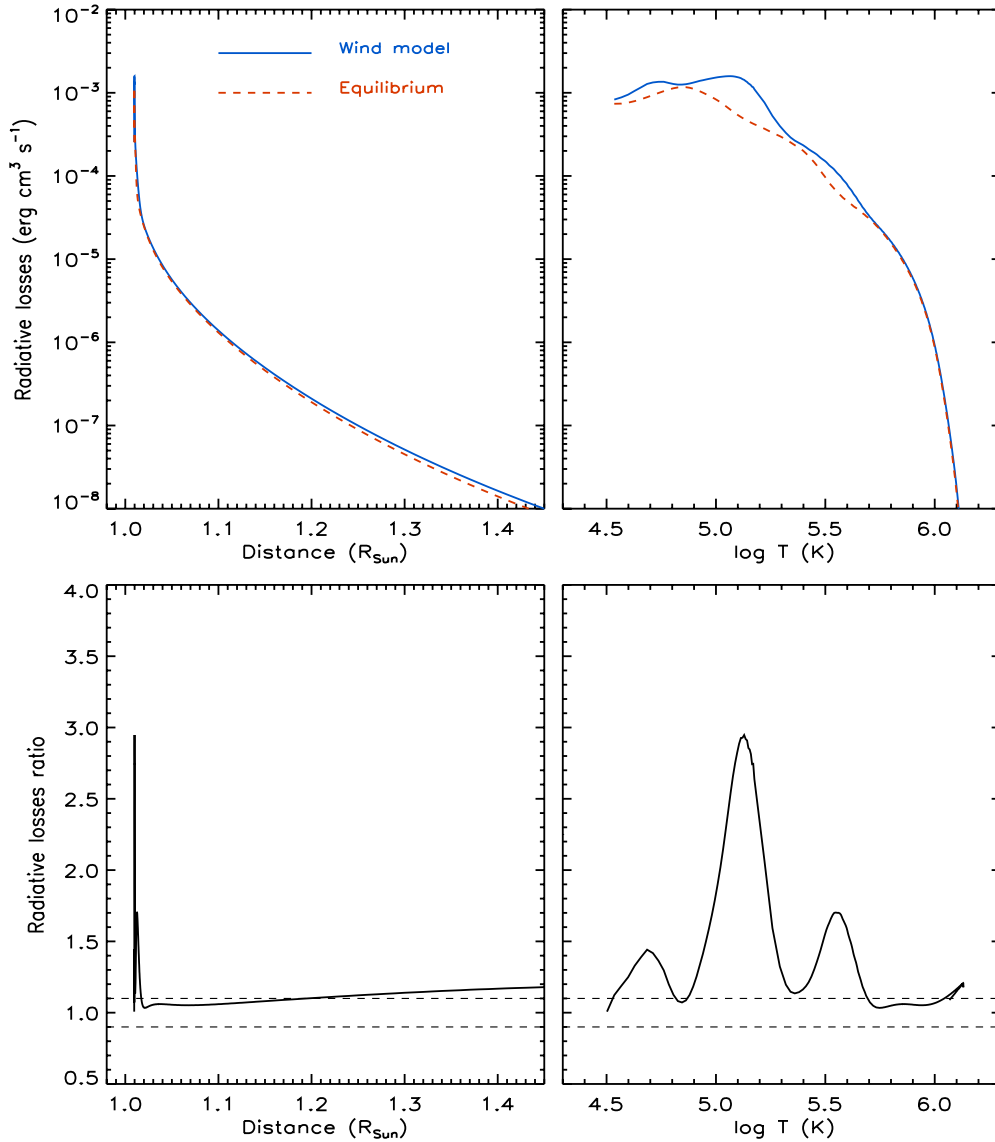 10⁻²
10⁻³
10⁻⁴
10⁻⁵
10⁻⁶
10⁻⁷
10⁻⁸
Radiative losses (erg cm³ s⁻¹)
Wind model
Equilibrium
1.0 1.1 1.2 1.3 1.4
Distance (R_Sun)
4.5 5.0 5.5 6.0
log T (K)
4.0
3.5
3.0
2.5
2.0
1.5
1.0
0.5
Radiative losses ratio
1.0 1.1 1.2 1.3 1.4
Distance (R_Sun)
4.5 5.0 5.5 6.0
log T (K)